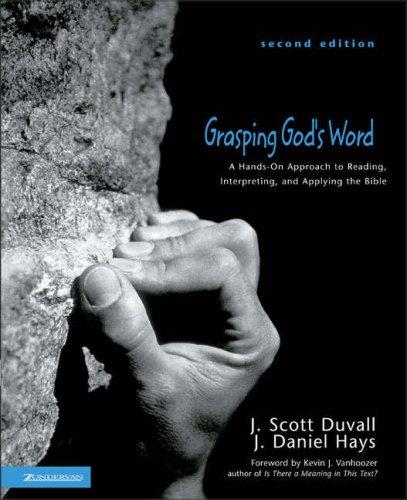 second edition
Grasping God's Word
A Hands-On Approach to Reading,
Interpreting, and Applying the Bible
J. Scott Duvall
J. Daniel Hays
Foreword by Kevin J. Vanhoozer
author of Is There a Meaning in This Text?
ZONDERVAN